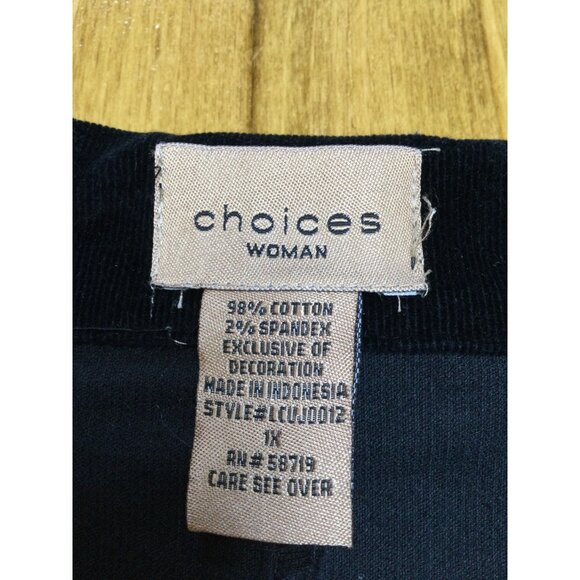 choices
WOMAN
98% COTTON
2% SPANDEX
EXCLUSIVE OF
DECORATION
MADE IN INDONESIA
STYLE#LCUJ0012
1X
RN# 58719
CARE SEE OVER